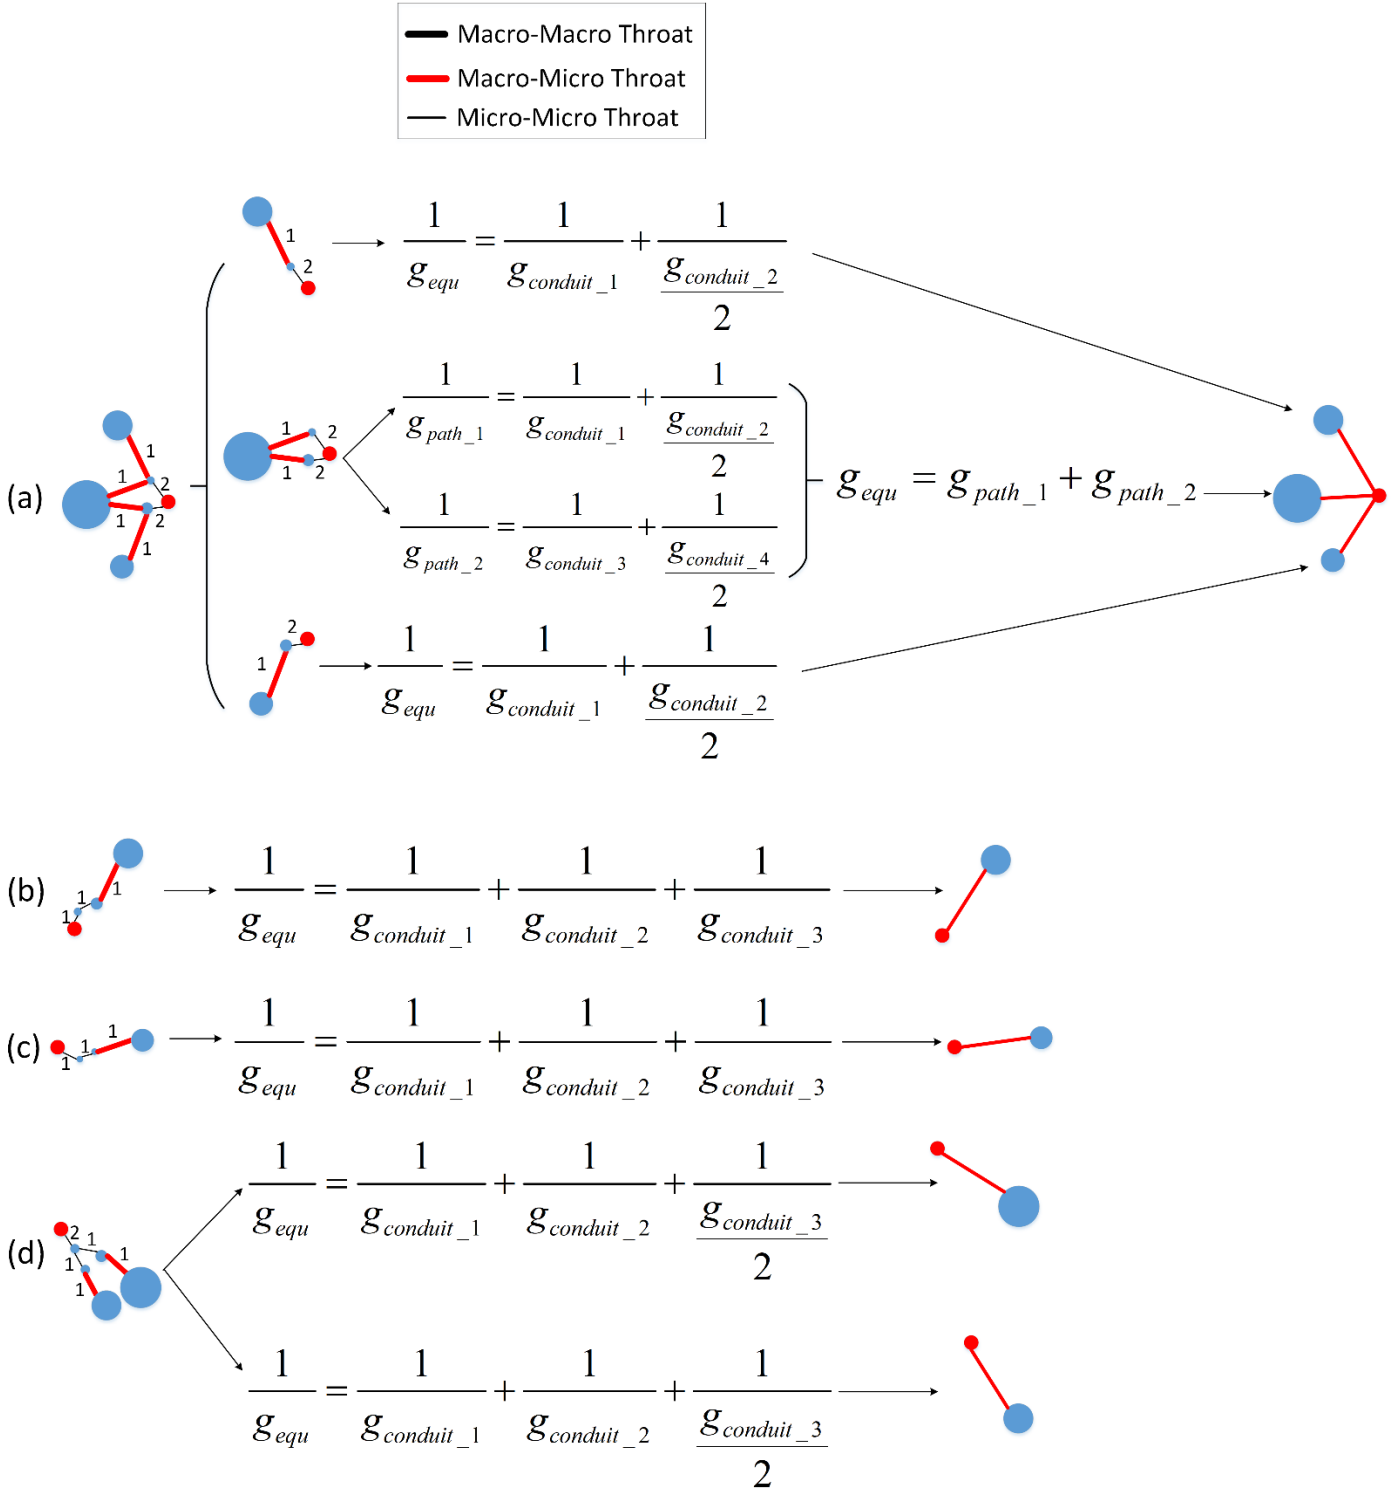 Macro-Macro Throat
Macro-Micro Throat
Micro-Micro Throat
(a)
1
1 2
1 2
1
1
2
1/g_equ = 1/g_conduit_1 + 1/(g_conduit_2/2)
1 2
1 2
1/g_path_1 = 1/g_conduit_1 + 1/(g_conduit_2/2)
1/g_path_2 = 1/g_conduit_3 + 1/(g_conduit_4/2)
g_equ = g_path_1 + g_path_2
2
1
1/g_equ = 1/g_conduit_1 + 1/(g_conduit_2/2)
(b)
1 1
1
1/g_equ = 1/g_conduit_1 + 1/g_conduit_2 + 1/g_conduit_3
(c)
1
1
1
1/g_equ = 1/g_conduit_1 + 1/g_conduit_2 + 1/g_conduit_3
(d)
2 1 1
1
1
1/g_equ = 1/g_conduit_1 + 1/g_conduit_2 + 1/(g_conduit_3/2)
1/g_equ = 1/g_conduit_1 + 1/g_conduit_2 + 1/(g_conduit_3/2)